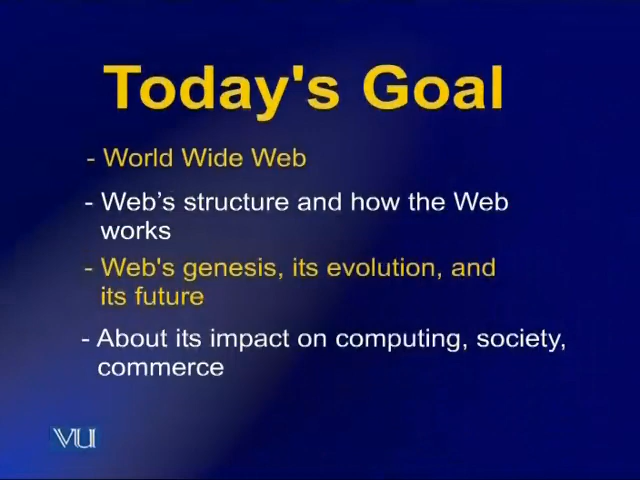 Today's Goal
- World Wide Web
- Web’s structure and how the Web
works
- Web's genesis, its evolution, and
its future
- About its impact on computing, society,
commerce
VU